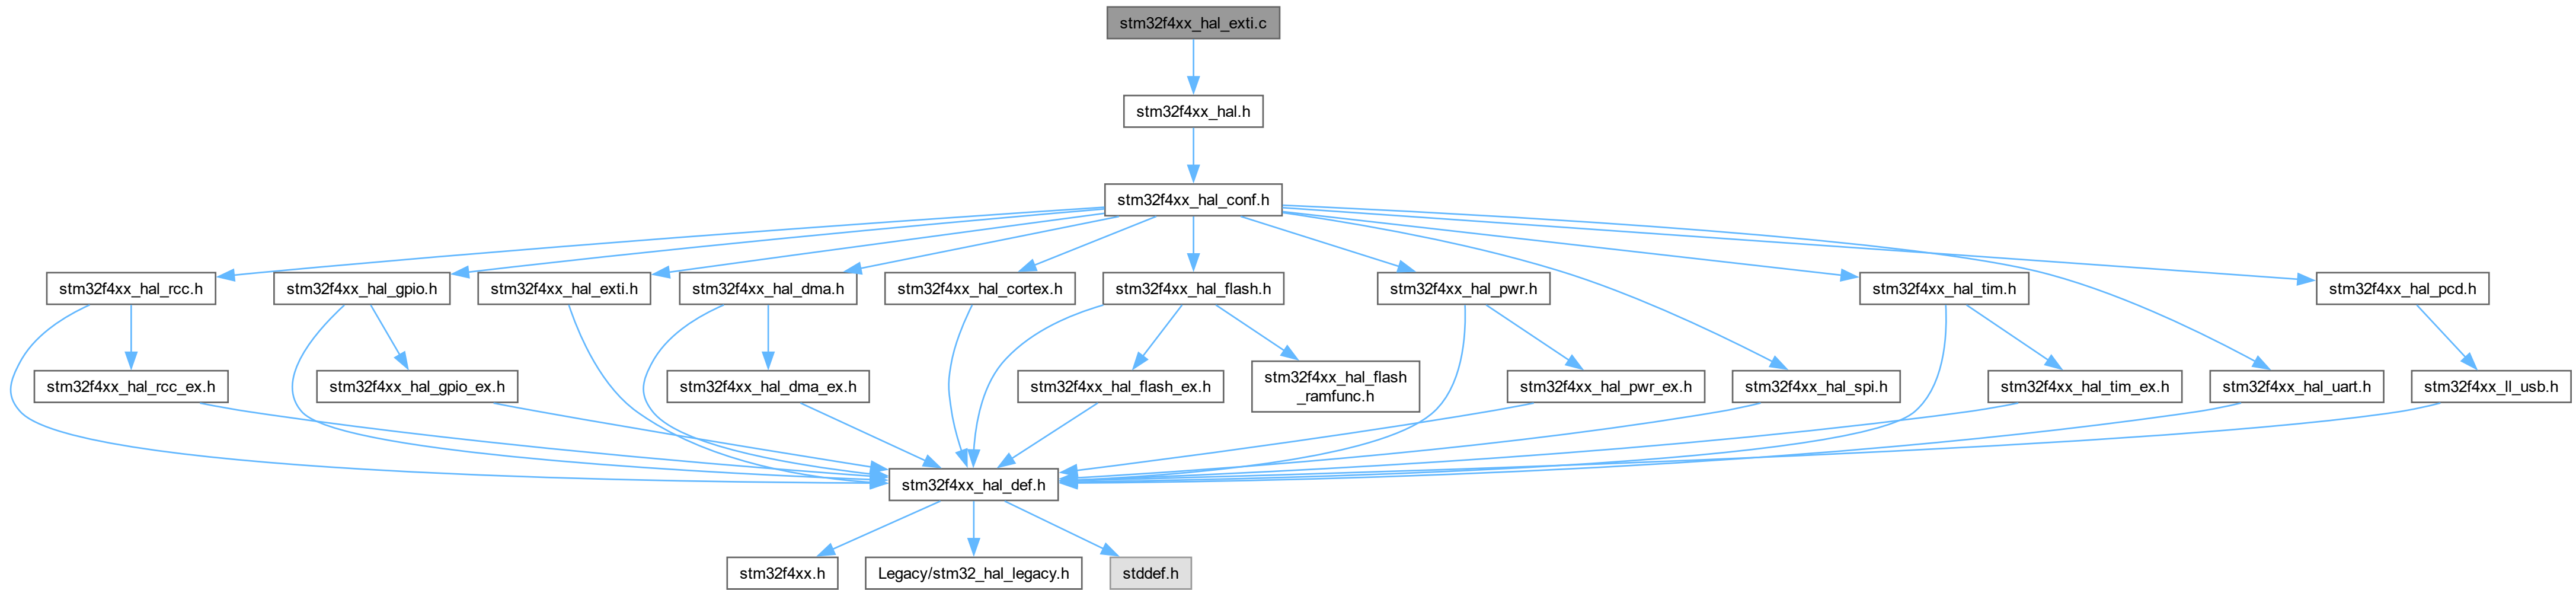 stm32f4xx_hal_exti.c
stm32f4xx_hal.h
stm32f4xx_hal_conf.h
stm32f4xx_hal_rcc.h
stm32f4xx_hal_gpio.h
stm32f4xx_hal_exti.h
stm32f4xx_hal_dma.h
stm32f4xx_hal_cortex.h
stm32f4xx_hal_flash.h
stm32f4xx_hal_pwr.h
stm32f4xx_hal_tim.h
stm32f4xx_hal_pcd.h
stm32f4xx_hal_rcc_ex.h
stm32f4xx_hal_gpio_ex.h
stm32f4xx_hal_dma_ex.h
stm32f4xx_hal_flash_ex.h
stm32f4xx_hal_flash
_ramfunc.h
stm32f4xx_hal_pwr_ex.h
stm32f4xx_hal_spi.h
stm32f4xx_hal_tim_ex.h
stm32f4xx_hal_uart.h
stm32f4xx_ll_usb.h
stm32f4xx_hal_def.h
stm32f4xx.h
Legacy/stm32_hal_legacy.h
stddef.h